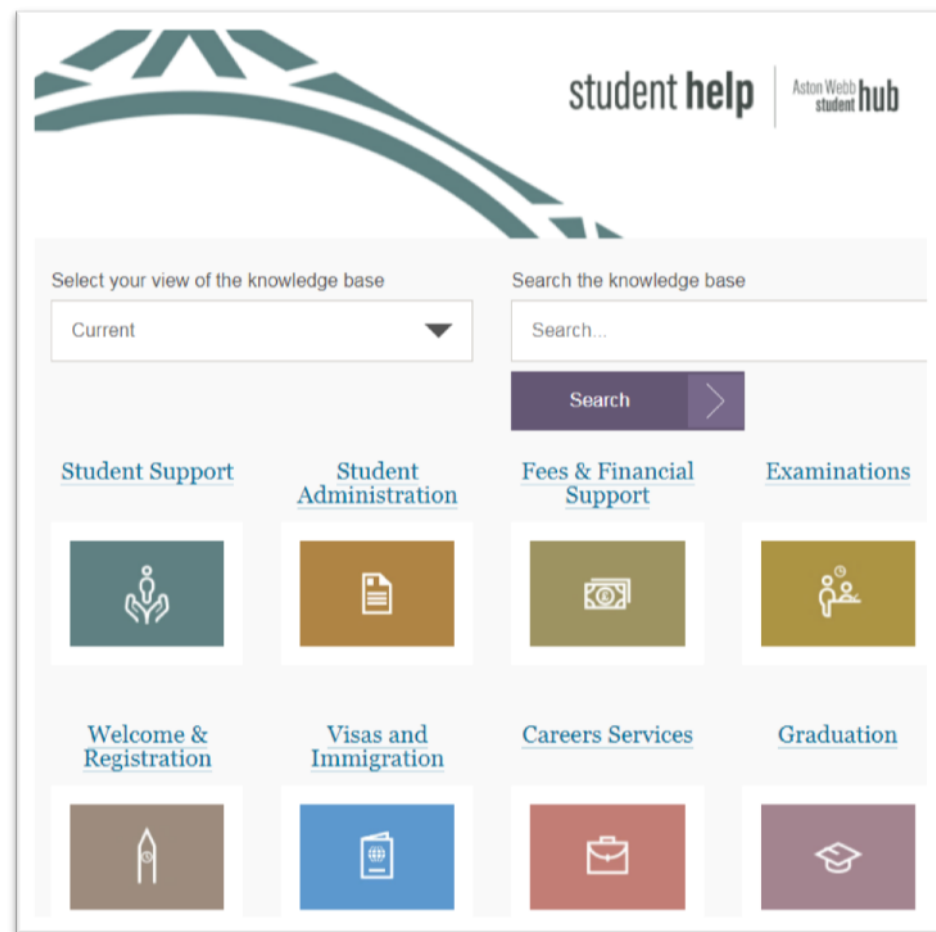 student help
Aston Webb
student hub
Select your view of the knowledge base
Search the knowledge base
Current
Search...
Search
Student Support
Student
Administration
Fees & Financial
Support
Examinations
Welcome &
Registration
Visas and
Immigration
Careers Services
Graduation